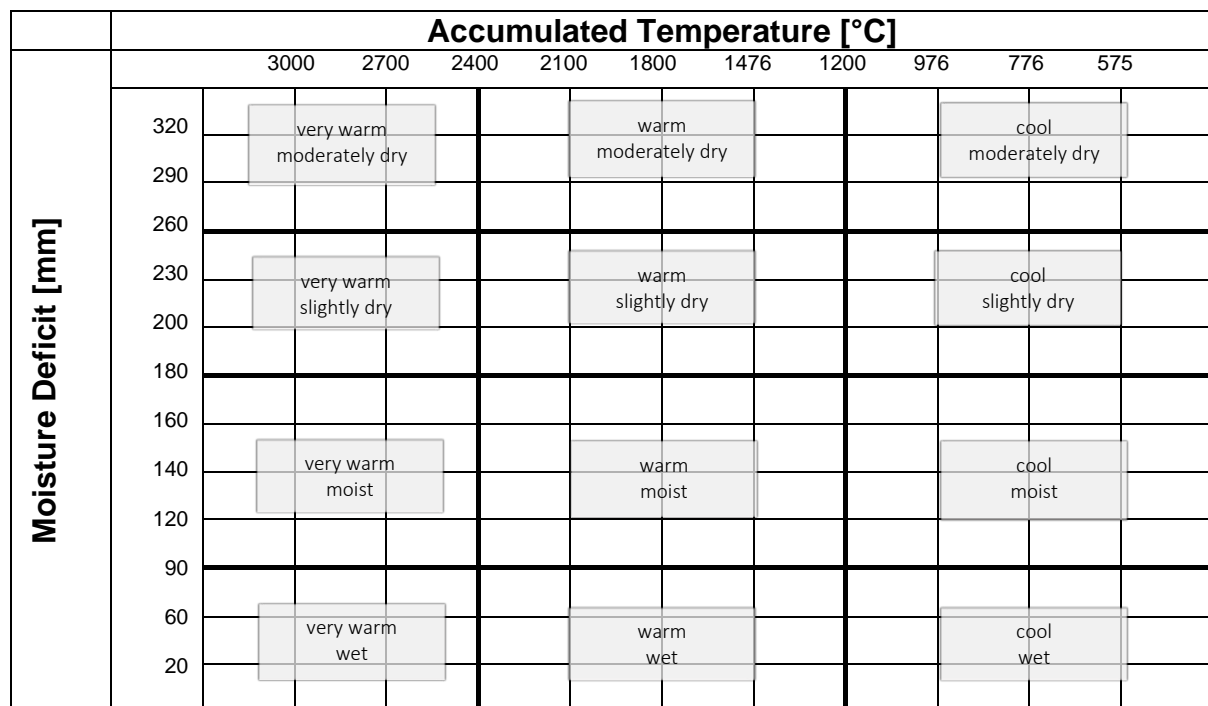 Accumulated Temperature [°C]
3000 2700 2400 2100 1800 1476 1200 976 776 575
Moisture Deficit [mm]
320
very warm
moderately dry
warm
moderately dry
cool
moderately dry
290
260
230
very warm
slightly dry
warm
slightly dry
cool
slightly dry
200
180
160
140
very warm
moist
warm
moist
cool
moist
120
90
60
very warm
wet
warm
wet
cool
wet
20